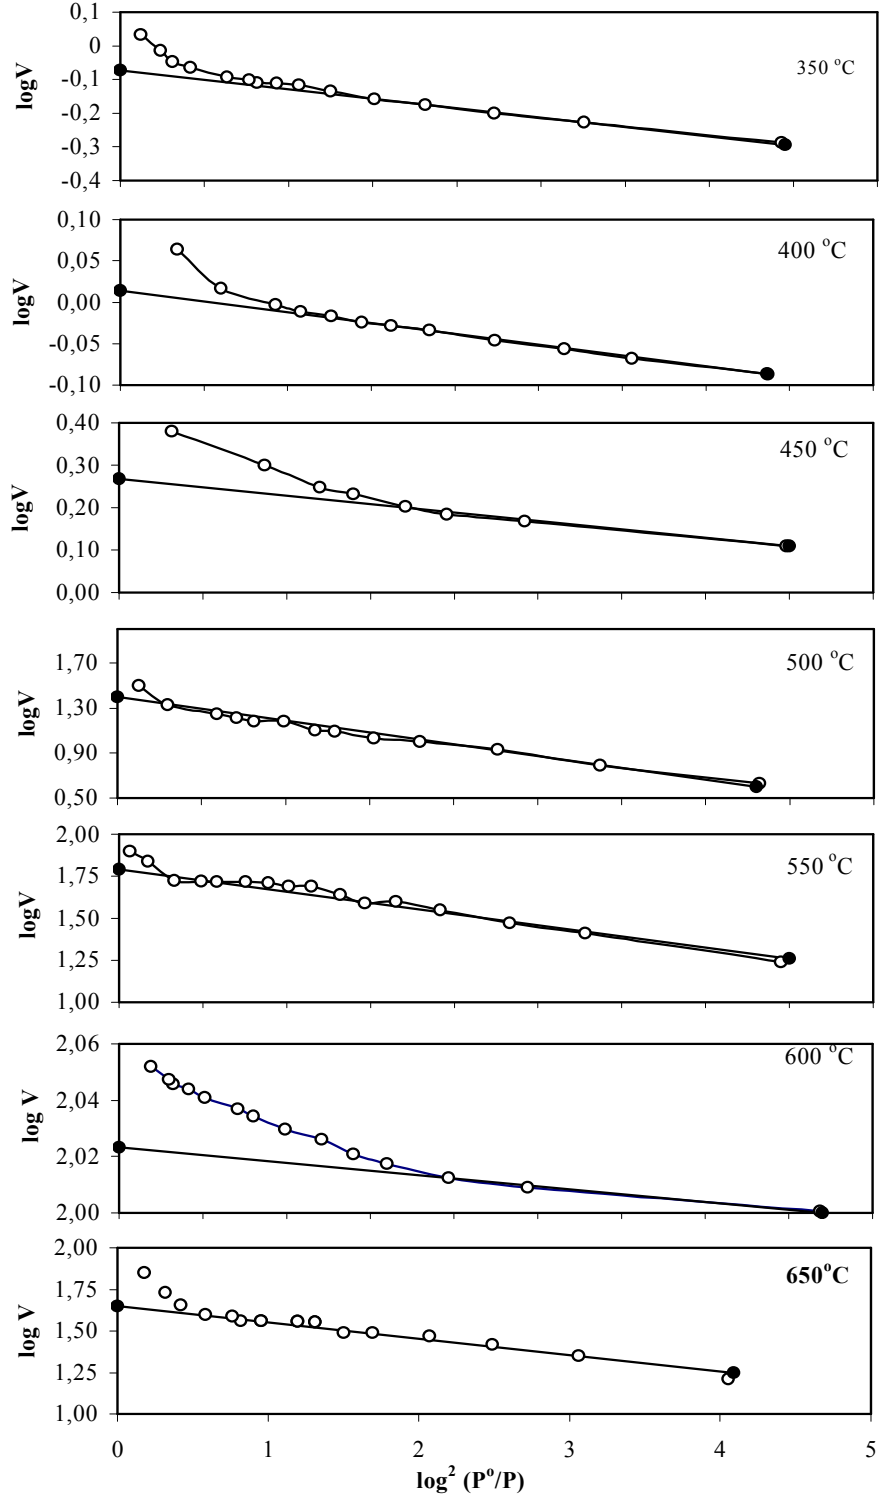 0,1
0
-0,1
-0,2
-0,3
-0,4
logV
350 °C
0,10
0,05
0,00
-0,05
-0,10
logV
400 °C
0,40
0,30
0,20
0,10
0,00
logV
450 °C
1,70
1,30
0,90
0,50
logV
500 °C
2,00
1,75
1,50
1,25
1,00
logV
550 °C
2,06
2,04
2,02
2,00
log V
600 °C
2,00
1,75
1,50
1,25
1,00
log V
650°C
0 1 2 3 4 5
log² (P°/P)